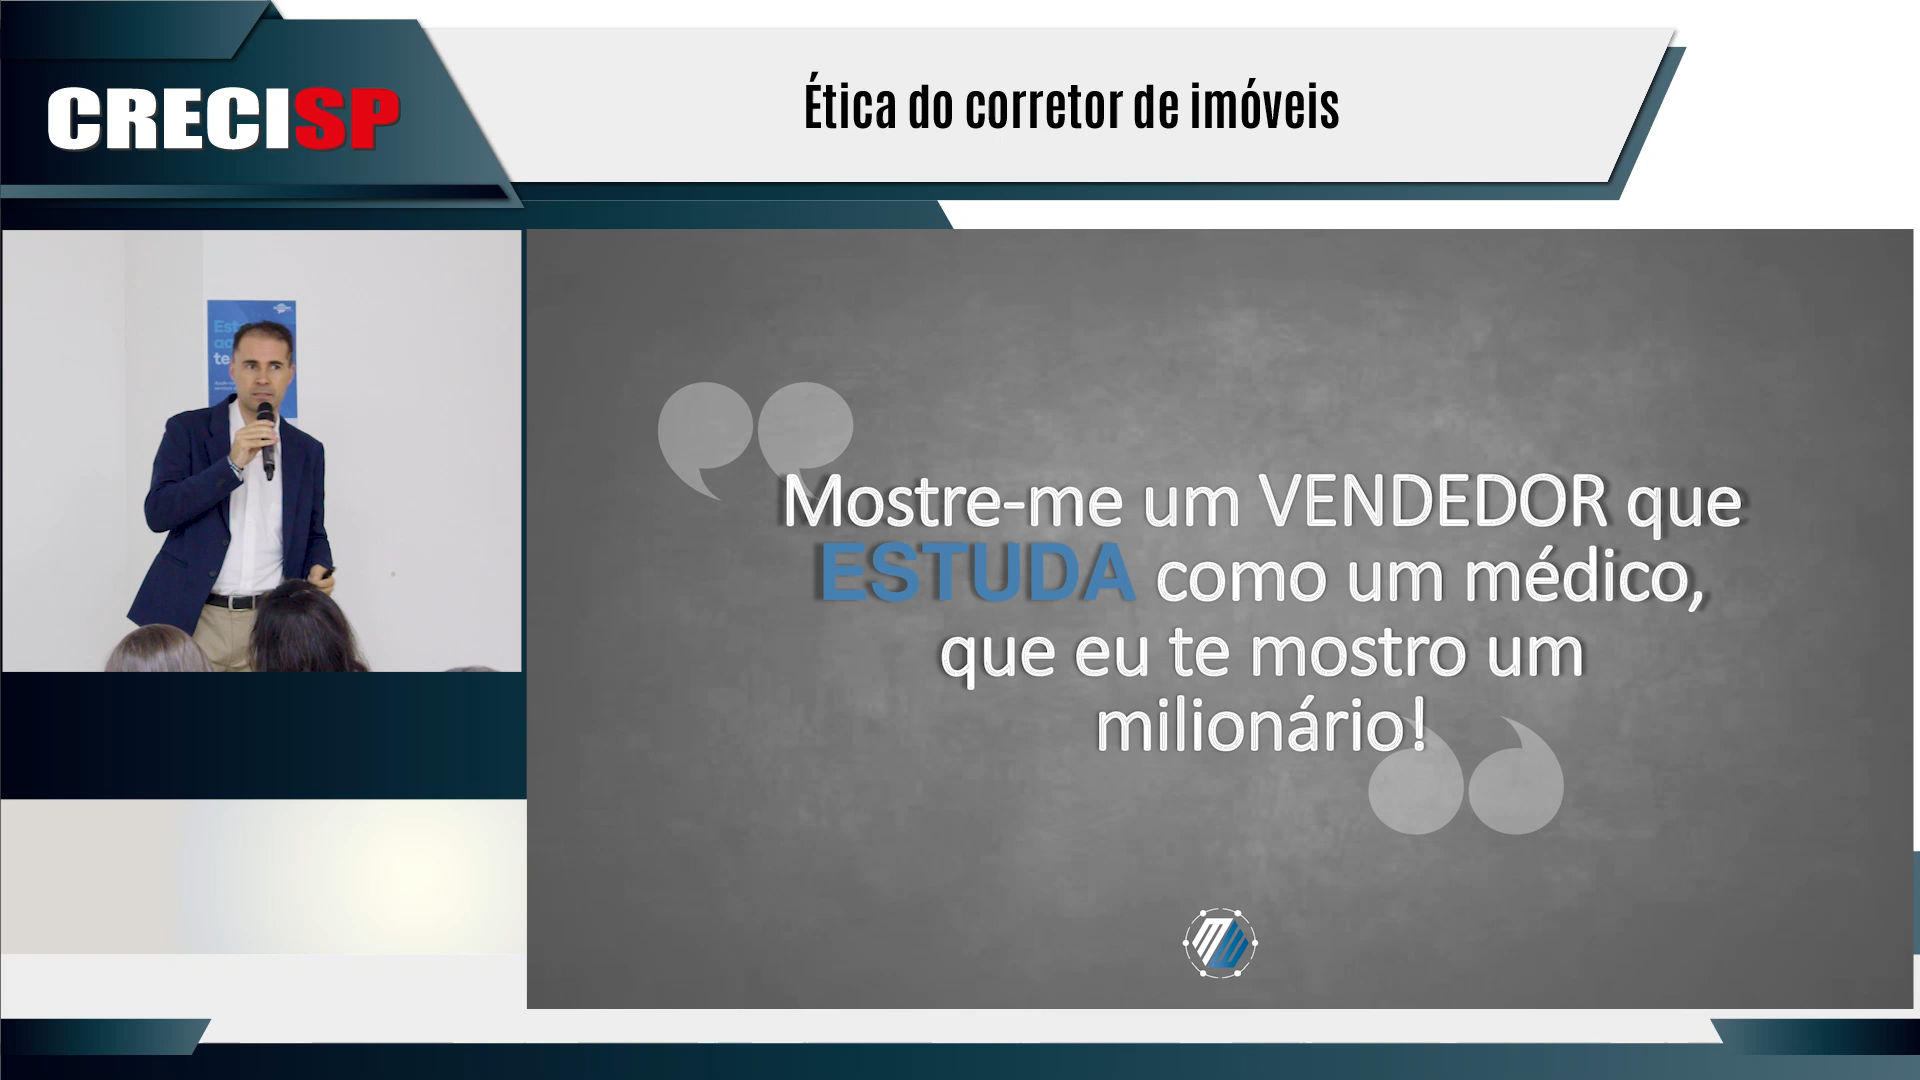 CRECISP
Ética do corretor de imóveis
Mostre-me um VENDEDOR que
ESTUDA como um médico,
que eu te mostro um
milionário!